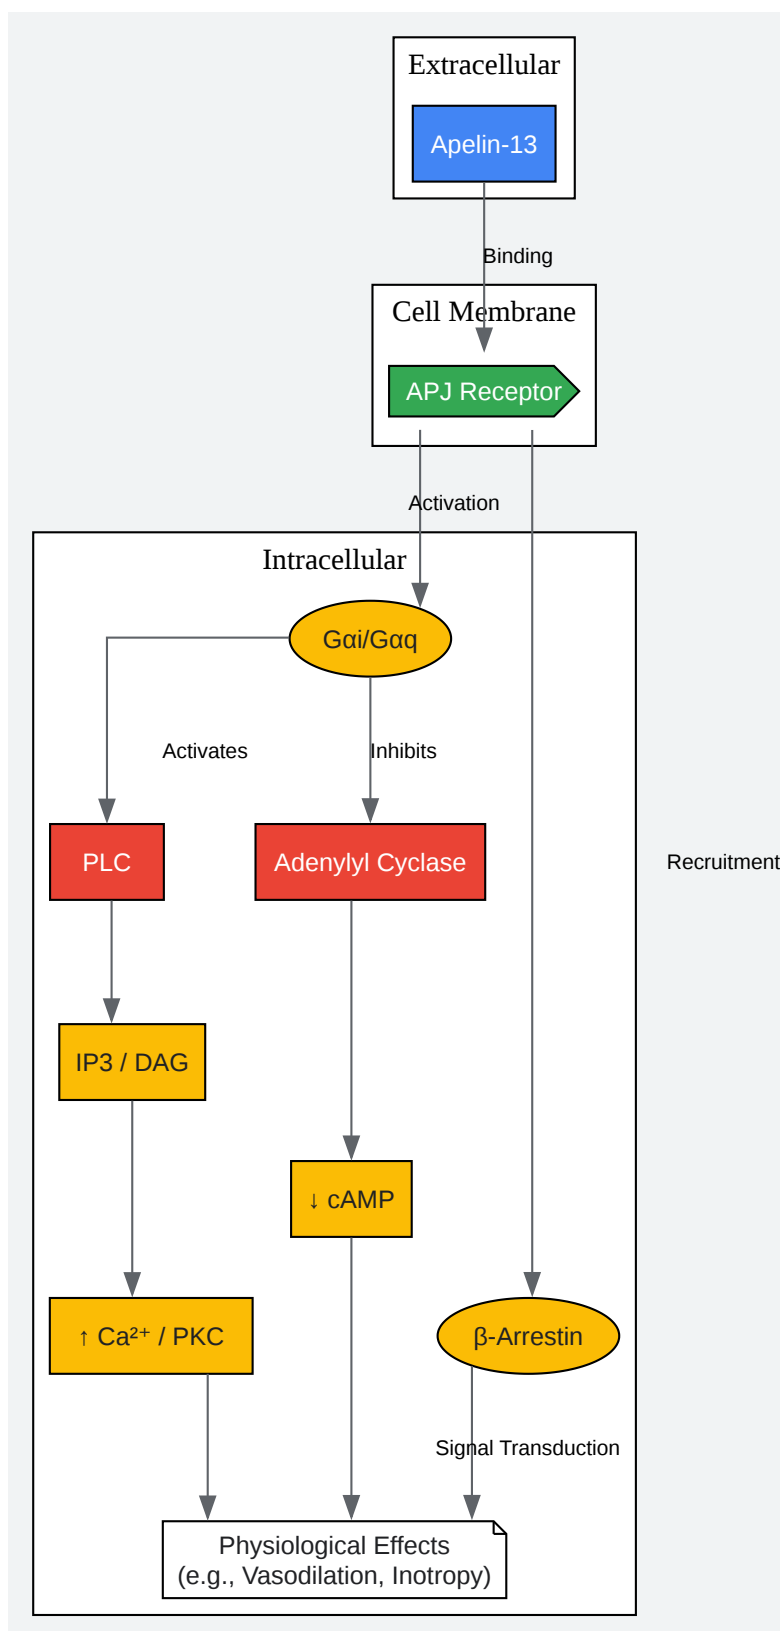 Extracellular
Apelin-13
Binding
Cell Membrane
APJ Receptor
Activation
Intracellular
Gαi/Gαq
Activates
Inhibits
PLC
Adenylyl Cyclase
Recruitment
IP3 / DAG
↓ cAMP
↑ Ca²⁺ / PKC
β-Arrestin
Signal Transduction
Physiological Effects
(e.g., Vasodilation, Inotropy)